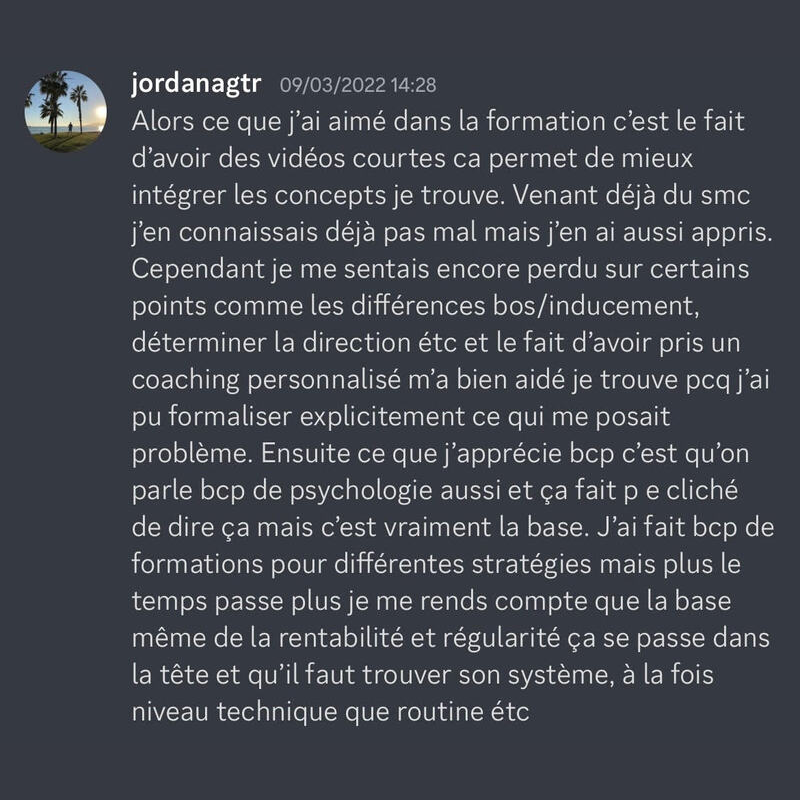 jordanagtr 09/03/2022 14:28
Alors ce que j’ai aimé dans la formation c’est le fait
d’avoir des vidéos courtes ca permet de mieux
intégrer les concepts je trouve. Venant déjà du smc
j’en connaissais déjà pas mal mais j’en ai aussi appris.
Cependant je me sentais encore perdu sur certains
points comme les différences bos/inducement,
déterminer la direction étc et le fait d’avoir pris un
coaching personnalisé m’a bien aidé je trouve pcq j’ai
pu formaliser explicitement ce qui me posait
problème. Ensuite ce que j’apprécie bcp c’est qu’on
parle bcp de psychologie aussi et ça fait p e cliché
de dire ça mais c’est vraiment la base. J’ai fait bcp de
formations pour différentes stratégies mais plus le
temps passe plus je me rends compte que la base
même de la rentabilité et régularité ça se passe dans
la tête et qu’il faut trouver son système, à la fois
niveau technique que routine étc